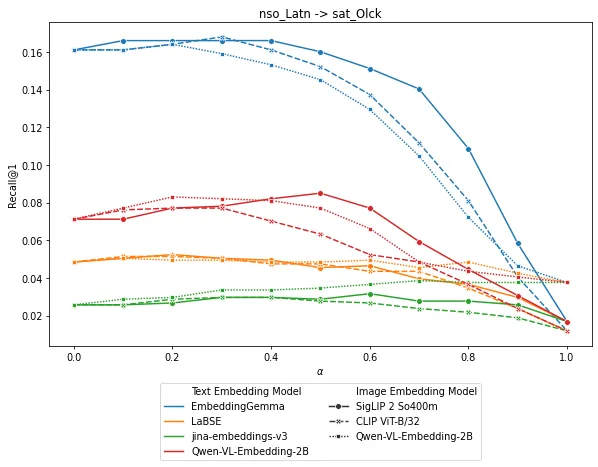 nso_Latn -> sat_Olck
Recall@1
0.16
0.14
0.12
0.10
0.08
0.06
0.04
0.02
0.0 0.2 0.4 0.6 0.8 1.0
α
Text Embedding Model Image Embedding Model
EmbeddingGemma SigLIP 2 So400m
LaBSE CLIP ViT-B/32
jina-embeddings-v3 Qwen-VL-Embedding-2B
Qwen-VL-Embedding-2B